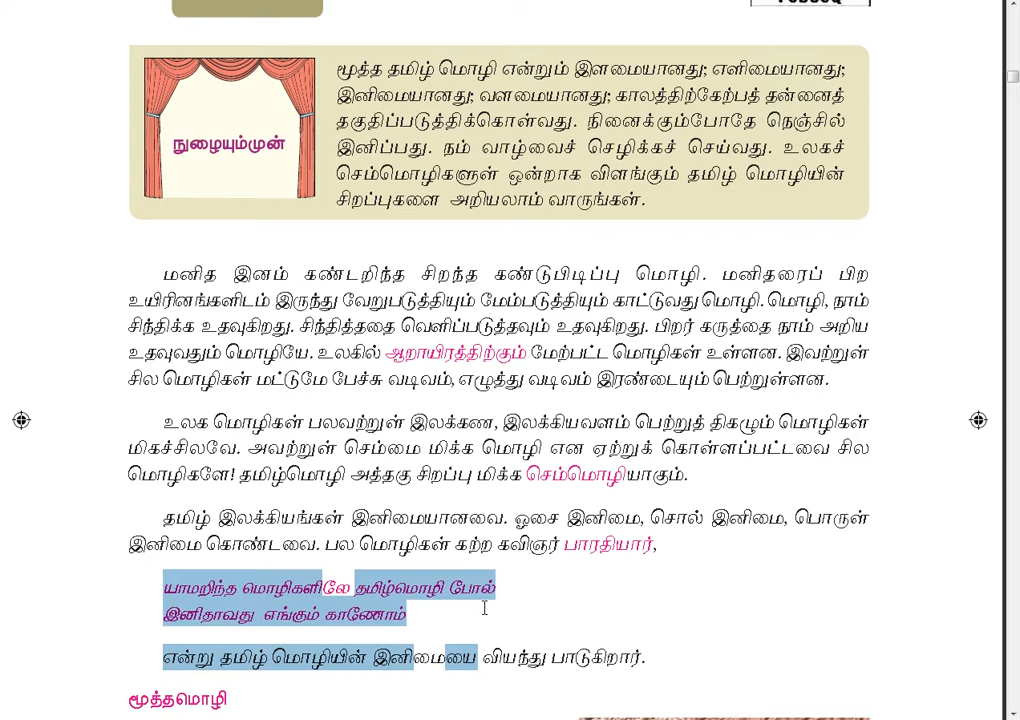 நுழையும்முன்
மூத்த தமிழ் மொழி என்றும் இளமையானது; எளிமையானது;
இனிமையானது; வளமையானது; காலத்திற்கேற்பத் தன்னைத்
தகுதிப்படுத்திக்கொள்வது. நினைக்கும்போதே நெஞ்சில்
இனிப்பது. நம் வாழ்வைச் செழிக்கச் செய்வது. உலகச்
செம்மொழிகளுள் ஒன்றாக விளங்கும் தமிழ் மொழியின்
சிறப்புகளை அறியலாம் வாருங்கள்.
மனித இனம் கண்டறிந்த சிறந்த கண்டுபிடிப்பு மொழி. மனிதரைப் பிற
உயிரினங்களிடம் இருந்து வேறுபடுத்தியும் மேம்படுத்தியும் காட்டுவது மொழி. மொழி, நாம்
சிந்திக்க உதவுகிறது. சிந்தித்ததை வெளிப்படுத்தவும் உதவுகிறது. பிறர் கருத்தை நாம் அறிய
உதவுவதும் மொழியே. உலகில் ஆறாயிரத்திற்கும் மேற்பட்ட மொழிகள் உள்ளன. இவற்றுள்
சில மொழிகள் மட்டுமே பேச்சு வடிவம், எழுத்து வடிவம் இரண்டையும் பெற்றுள்ளன.
உலக மொழிகள் பலவற்றுள் இலக்கண, இலக்கியவளம் பெற்றுத் திகழும் மொழிகள்
மிகச்சிலவே. அவற்றுள் செம்மை மிக்க மொழி என ஏற்றுக் கொள்ளப்பட்டவை சில
மொழிகளே! தமிழ்மொழி அத்தகு சிறப்பு மிக்க செம்மொழியாகும்.
தமிழ் இலக்கியங்கள் இனிமையானவை. ஓசை இனிமை, சொல் இனிமை, பொருள்
இனிமை கொண்டவை. பல மொழிகள் கற்ற கவிஞர் பாரதியார்,
யாமறிந்த மொழிகளிலே தமிழ்மொழி போல்
இனிதாவது எங்கும் காணோம்
என்று தமிழ் மொழியின் இனிமையை வியந்து பாடுகிறார்.
மூத்தமொழி